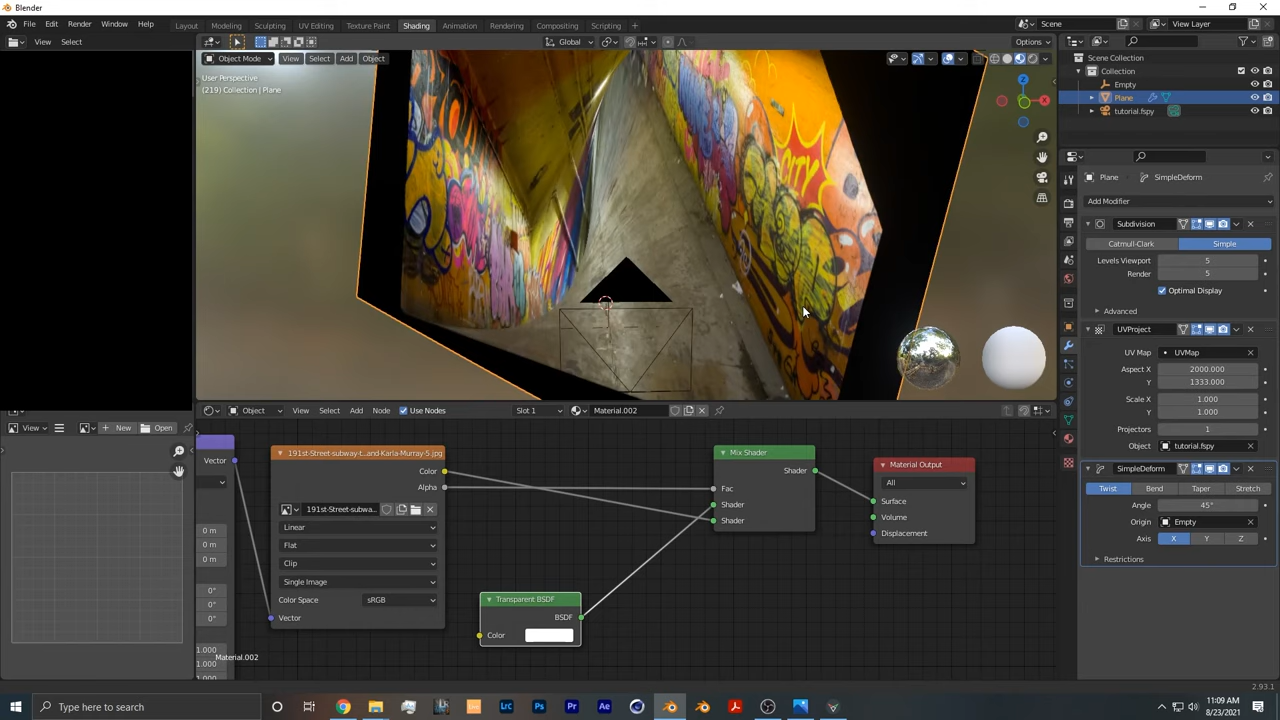 Blender
File Edit Render Window Help
Layout Modeling Sculpting UV Editing Texture Paint Shading Animation Rendering Compositing Scripting
Scene
View Layer
View Select
Global
Options
Object Mode View Select Add Object
User Perspective
(219) Collection | Plane
CITY
Scene Collection
Collection
Empty
Plane
tutorial.fspy
Plane SimpleDeform
Add Modifier
Subdivision
Catmull-Clark Simple
Levels Viewport 5
Render 5
Optimal Display
Advanced
UVProject
UV Map UVMap
Aspect X 2000.000
Y 1333.000
Scale X 1.000
Y 1.000
Projectors 1
Object tutorial.fspy
SimpleDeform
Twist Bend Taper Stretch
Angle 45°
Origin Empty
Axis X Y Z
Restrictions
View New Open
Object View Select Add Node Use Nodes Slot 1 Material.002
Vector
0 m
0 m
0 m
0°
0°
0°
1.000
1.000
Material.002
191st-Street-subway-t...and-Karla-Murray-5.jpg
Color
Alpha
191st-Street-subwa...
Linear
Flat
Clip
Single Image
Color Space sRGB
Vector
Transparent BSDF
BSDF
Color
Mix Shader
Shader
Fac
Shader
Shader
Material Output
All
Surface
Volume
Displacement
2.93.1
Type here to search
Lrc Ps Pr Ae
11:09 AM
8/23/2021